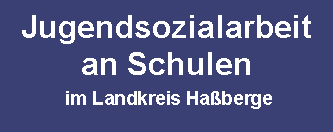 Jugendsozialarbeit
an Schulen
im Landkreis Haßberge